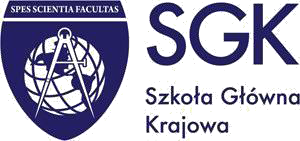 SPES SCIENTIA FACULTAS
SGK
Szkoła Główna
Krajowa